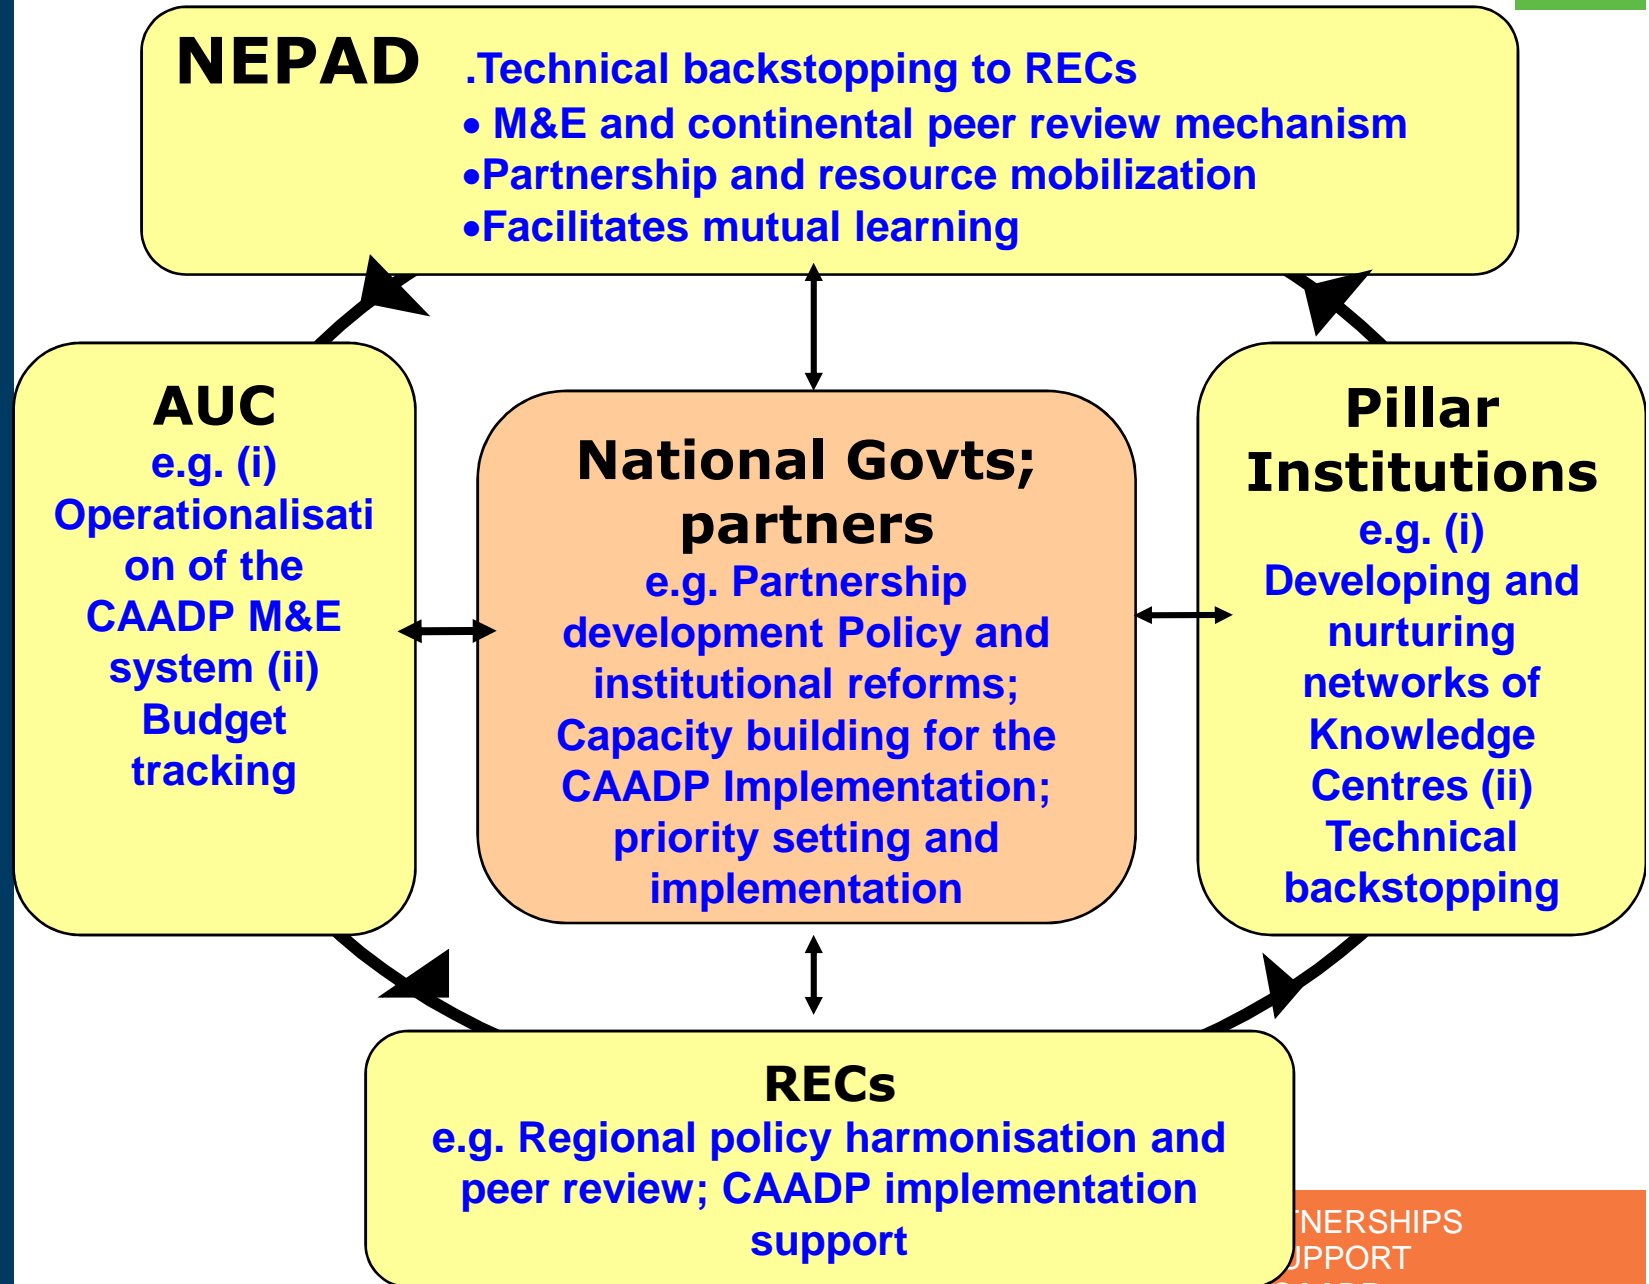 NEPAD .Technical backstopping to RECs
• M&E and continental peer review mechanism
•Partnership and resource mobilization
•Facilitates mutual learning
AUC
e.g. (i)
Operationalisati
on of the
CAADP M&E
system (ii)
Budget
tracking
National Govts;
partners
e.g. Partnership
development Policy and
institutional reforms;
Capacity building for the
CAADP Implementation;
priority setting and
implementation
Pillar
Institutions
e.g. (i)
Developing and
nurturing
networks of
Knowledge
Centres (ii)
Technical
backstopping
RECs
e.g. Regional policy harmonisation and
peer review; CAADP implementation
support
TNERSHIPS
UPPORT